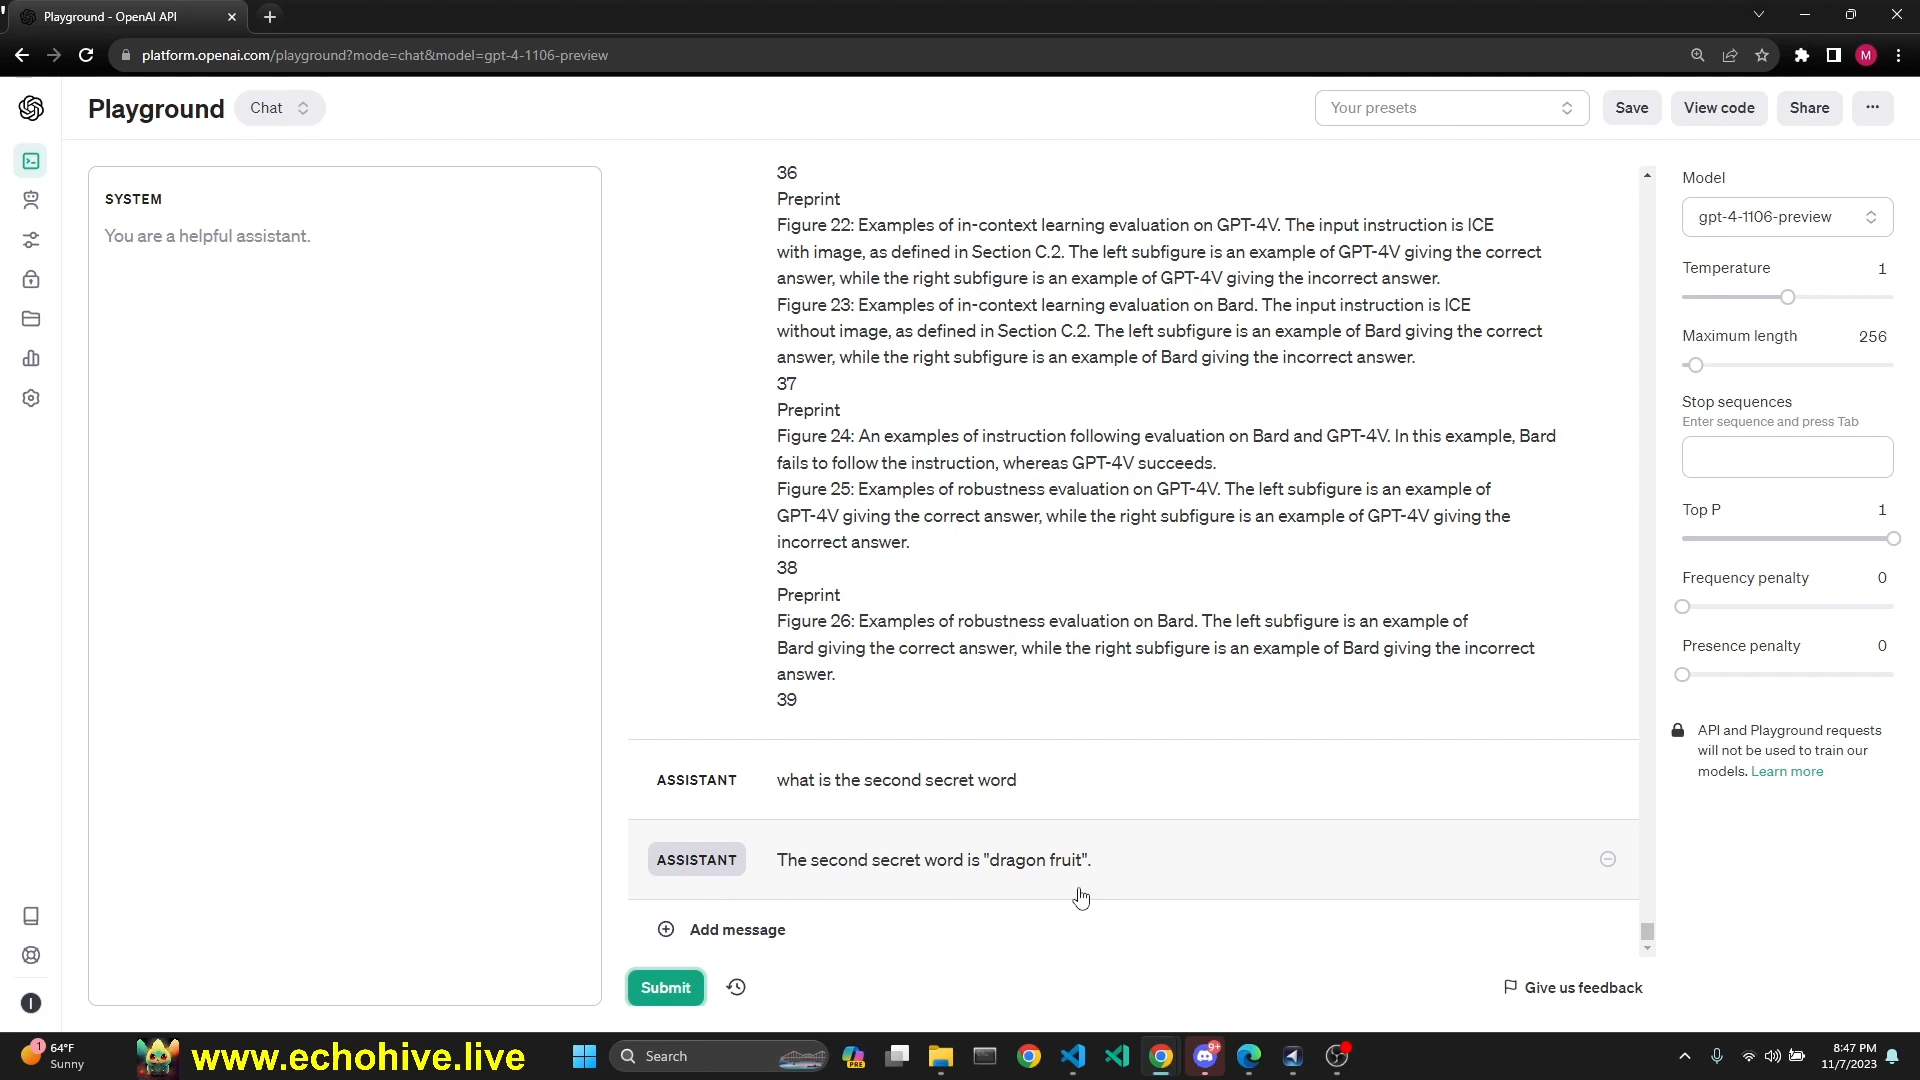 Playground - OpenAI API
platform.openai.com/playground?mode=chat&model=gpt-4-1106-preview
M
Playground
Chat
Your presets
Save
View code
Share
SYSTEM
You are a helpful assistant.
36
Preprint
Figure 22: Examples of in-context learning evaluation on GPT-4V. The input instruction is ICE
with image, as defined in Section C.2. The left subfigure is an example of GPT-4V giving the correct
answer, while the right subfigure is an example of GPT-4V giving the incorrect answer.
Figure 23: Examples of in-context learning evaluation on Bard. The input instruction is ICE
without image, as defined in Section C.2. The left subfigure is an example of Bard giving the correct
answer, while the right subfigure is an example of Bard giving the incorrect answer.
37
Preprint
Figure 24: An examples of instruction following evaluation on Bard and GPT-4V. In this example, Bard
fails to follow the instruction, whereas GPT-4V succeeds.
Figure 25: Examples of robustness evaluation on GPT-4V. The left subfigure is an example of
GPT-4V giving the correct answer, while the right subfigure is an example of GPT-4V giving the
incorrect answer.
38
Preprint
Figure 26: Examples of robustness evaluation on Bard. The left subfigure is an example of
Bard giving the correct answer, while the right subfigure is an example of Bard giving the incorrect
answer.
39
ASSISTANT what is the second secret word
ASSISTANT The second secret word is "dragon fruit".
Add message
Submit
Give us feedback
Model
gpt-4-1106-preview
Temperature 1
Maximum length 256
Stop sequences
Enter sequence and press Tab
Top P 1
Frequency penalty 0
Presence penalty 0
API and Playground requests
will not be used to train our
models. Learn more
I
1
64°F
Sunny
www.echohive.live
Search
PRE
9+
8:47 PM
11/7/2023